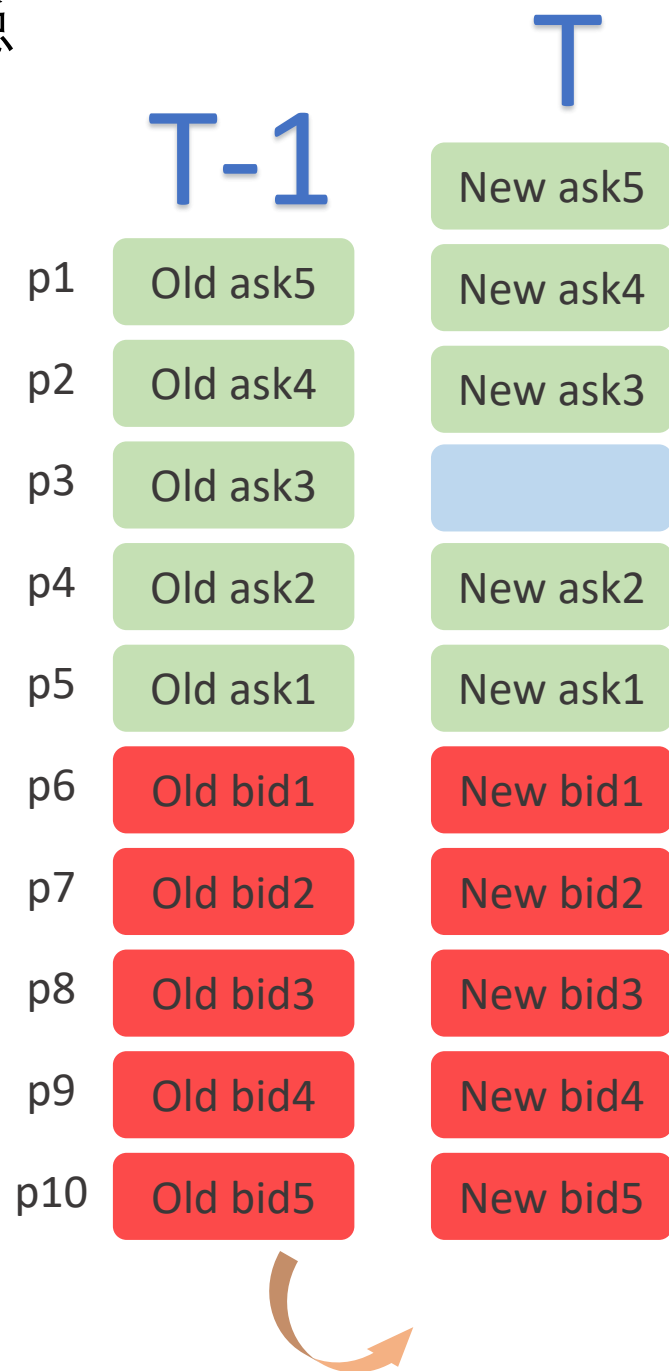 T
T-1
New ask5
p1 Old ask5 New ask4
p2 Old ask4 New ask3
p3 Old ask3
p4 Old ask2 New ask2
p5 Old ask1 New ask1
p6 Old bid1 New bid1
p7 Old bid2 New bid2
p8 Old bid3 New bid3
p9 Old bid4 New bid4
p10 Old bid5 New bid5